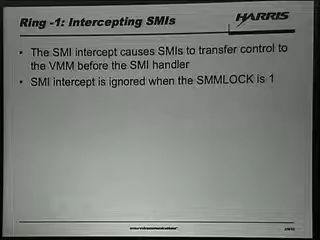 Ring -1: Intercepting SMIs
HARRIS
• The SMI intercept causes SMIs to transfer control to
the VMM before the SMI handler
• SMI intercept is ignored when the SMMLOCK is 1